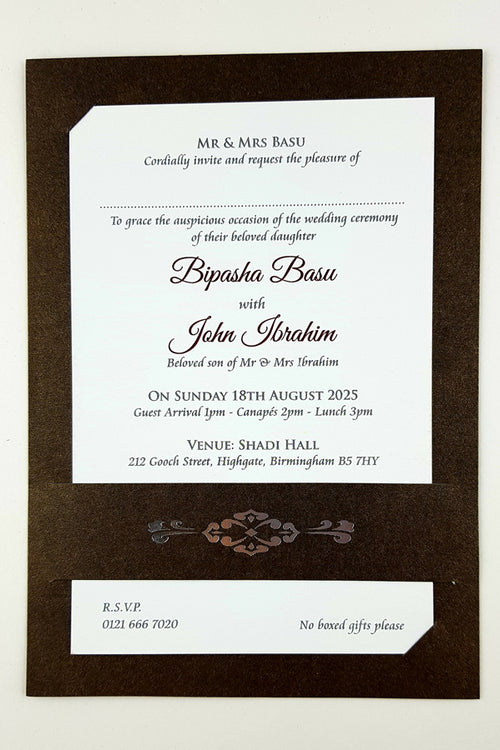 Mr & Mrs Basu
Cordially invite and request the pleasure of
To grace the auspicious occasion of the wedding ceremony
of their beloved daughter
Bipasha Basu
with
John Ibrahim
Beloved son of Mr & Mrs Ibrahim
On Sunday 18th August 2025
Guest Arrival 1pm - Canapés 2pm - Lunch 3pm
Venue: Shadi Hall
212 Gooch Street, Highgate, Birmingham B5 7HY
R.S.V.P.
0121 666 7020
No boxed gifts please